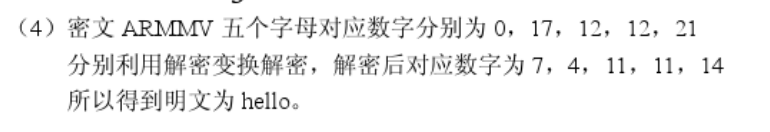 （4）密文 ARMMV 五个字母对应数字分别为 0，17，12，12，21
分别利用解密变换解密，解密后对应数字为 7，4，11，11，14
所以得到明文为 hello。